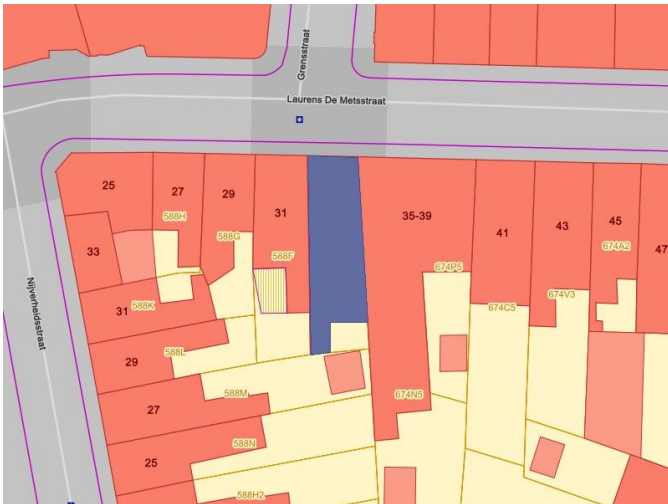 Grensstraat
Laurens De Metsstraat
25
27
588H
29
588G
31
588F
35-39
674P5
41
674C5
43
674V3
45
674A2
47
33
31
588K
Nijverheidsstraat
29
588L
27
588M
674N5
25
588N
588H2